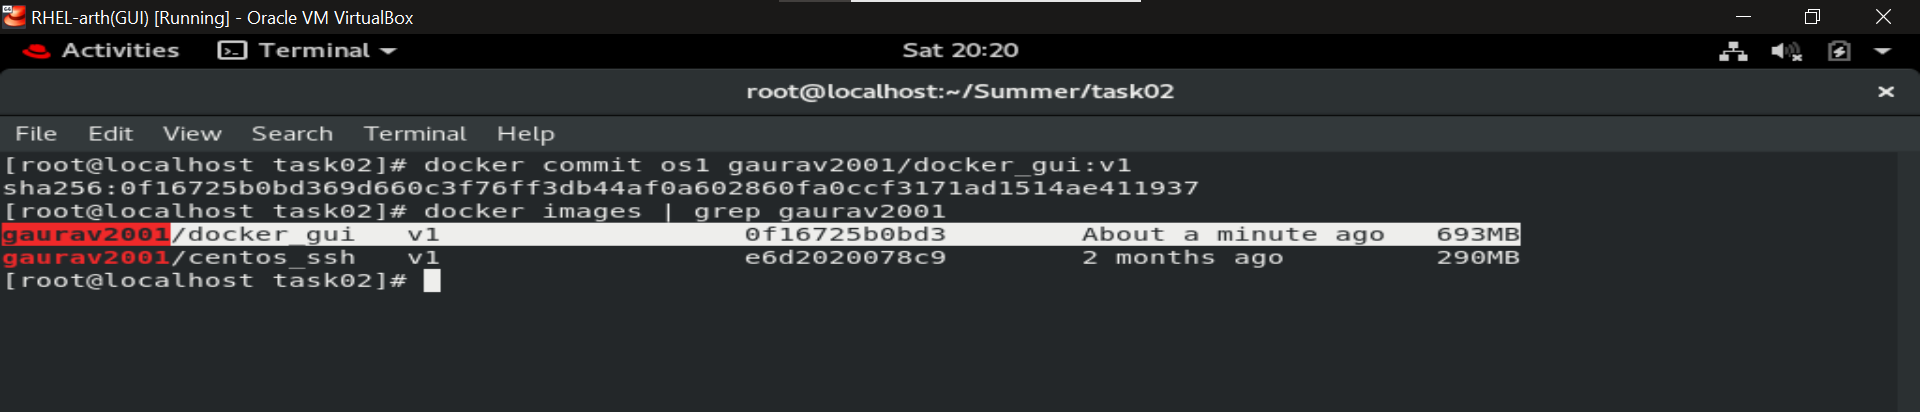 RHEL-arth(GUI) [Running] - Oracle VM VirtualBox
Activities Terminal Sat 20:20
root@localhost:~/Summer/task02
File Edit View Search Terminal Help
[root@localhost task02]# docker commit os1 gaurav2001/docker_gui:v1
sha256:0f16725b0bd369d660c3f76ff3db44af0a602860fa0ccf3171ad1514ae411937
[root@localhost task02]# docker images | grep gaurav2001
gaurav2001/docker_gui v1 0f16725b0bd3 About a minute ago 693MB
gaurav2001/centos_ssh v1 e6d2020078c9 2 months ago 290MB
[root@localhost task02]#